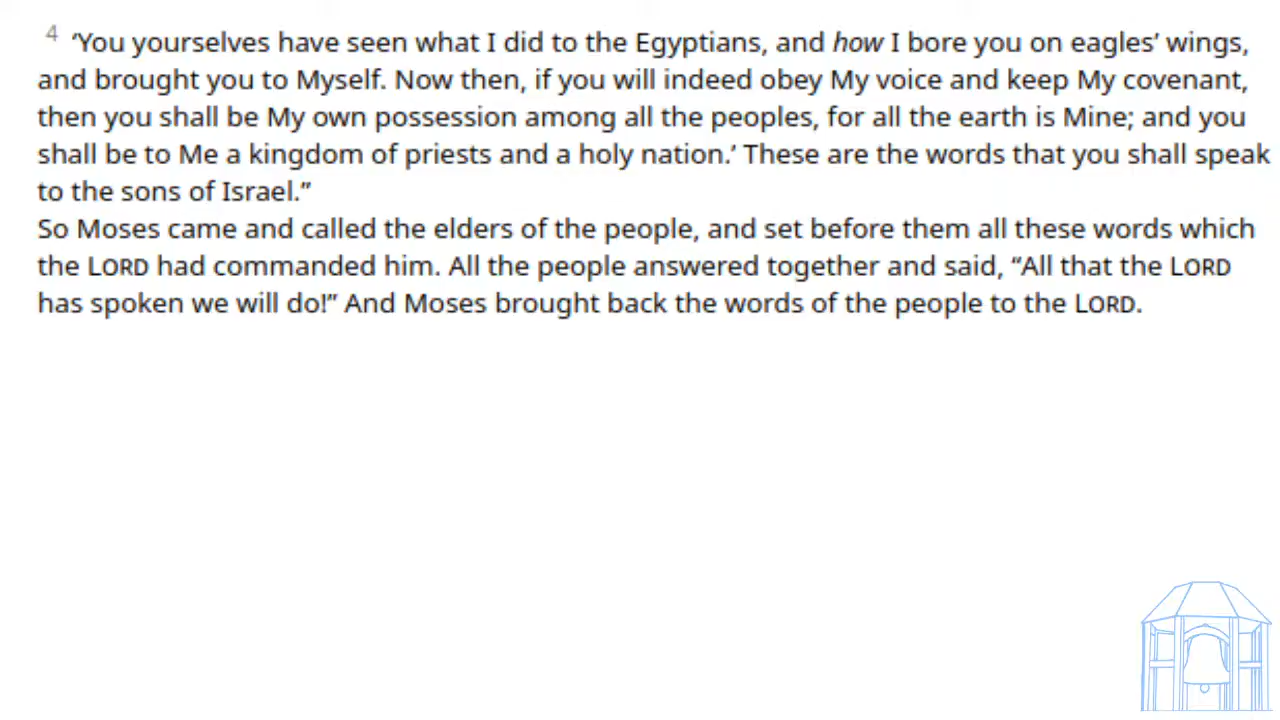 4 ‘You yourselves have seen what I did to the Egyptians, and how I bore you on eagles’ wings,
and brought you to Myself. Now then, if you will indeed obey My voice and keep My covenant,
then you shall be My own possession among all the peoples, for all the earth is Mine; and you
shall be to Me a kingdom of priests and a holy nation.’ These are the words that you shall speak
to the sons of Israel.”
So Moses came and called the elders of the people, and set before them all these words which
the LORD had commanded him. All the people answered together and said, “All that the LORD
has spoken we will do!” And Moses brought back the words of the people to the LORD.